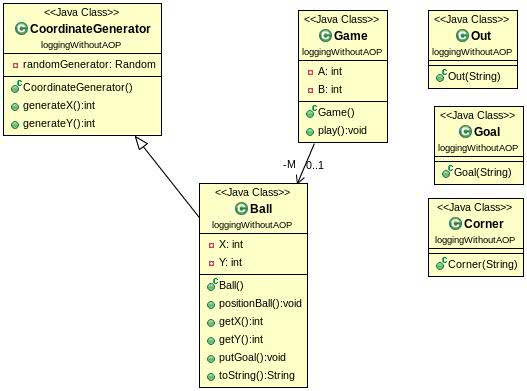 <<Java Class>>
CoordinateGenerator
loggingWithoutAOP
randomGenerator: Random
CoordinateGenerator()
generateX():int
generateY():int
<<Java Class>>
Game
loggingWithoutAOP
A: int
B: int
Game()
play():void
<<Java Class>>
Out
loggingWithoutAOP
Out(String)
<<Java Class>>
Goal
loggingWithoutAOP
Goal(String)
-M 0..1
<<Java Class>>
Ball
loggingWithoutAOP
X: int
Y: int
Ball()
positionBall():void
getX():int
getY():int
putGoal():void
toString():String
<<Java Class>>
Corner
loggingWithoutAOP
Corner(String)